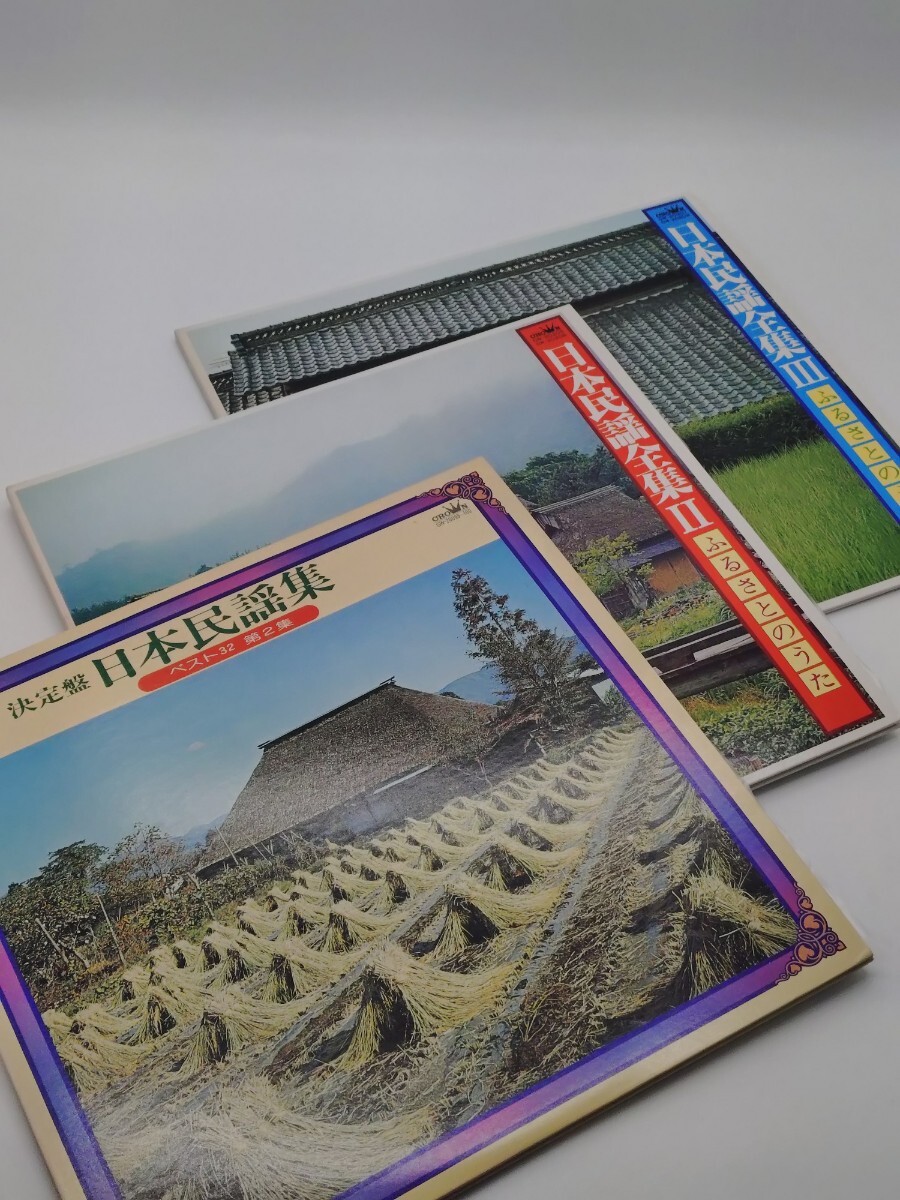 CROWN
日本民謡全集III
ふるさとの
CROWN
日本民謡全集II
ふるさとのうた
CROWN
決定盤 日本民謡集
ベスト32 第2集